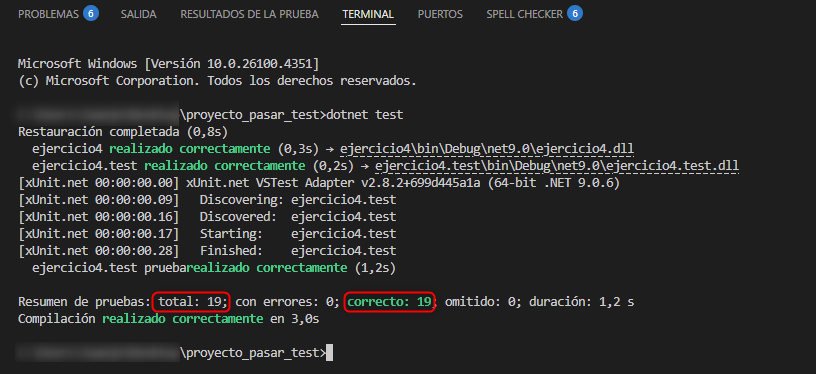 PROBLEMAS 6 SALIDA RESULTADOS DE LA PRUEBA TERMINAL PUERTOS SPELL CHECKER 6
Microsoft Windows [Versión 10.0.26100.4351]
(c) Microsoft Corporation. Todos los derechos reservados.
\proyecto_pasar_test>dotnet test
Restauración completada (0,8s)
ejercicio4 realizado correctamente (0,3s) → ejercicio4\bin\Debug\net9.0\ejercicio4.dll
ejercicio4.test realizado correctamente (0,2s) → ejercicio4.test\bin\Debug\net9.0\ejercicio4.test.dll
[xUnit.net 00:00:00.00] xUnit.net VSTest Adapter v2.8.2+699d445a1a (64-bit .NET 9.0.6)
[xUnit.net 00:00:00.09] Discovering: ejercicio4.test
[xUnit.net 00:00:00.16] Discovered: ejercicio4.test
[xUnit.net 00:00:00.17] Starting: ejercicio4.test
[xUnit.net 00:00:00.28] Finished: ejercicio4.test
ejercicio4.test pruebarealizado correctamente (1,2s)
Resumen de pruebas: total: 19; con errores: 0; correcto: 19; omitido: 0; duración: 1,2 s
Compilación realizado correctamente en 3,0s
\proyecto_pasar_test>